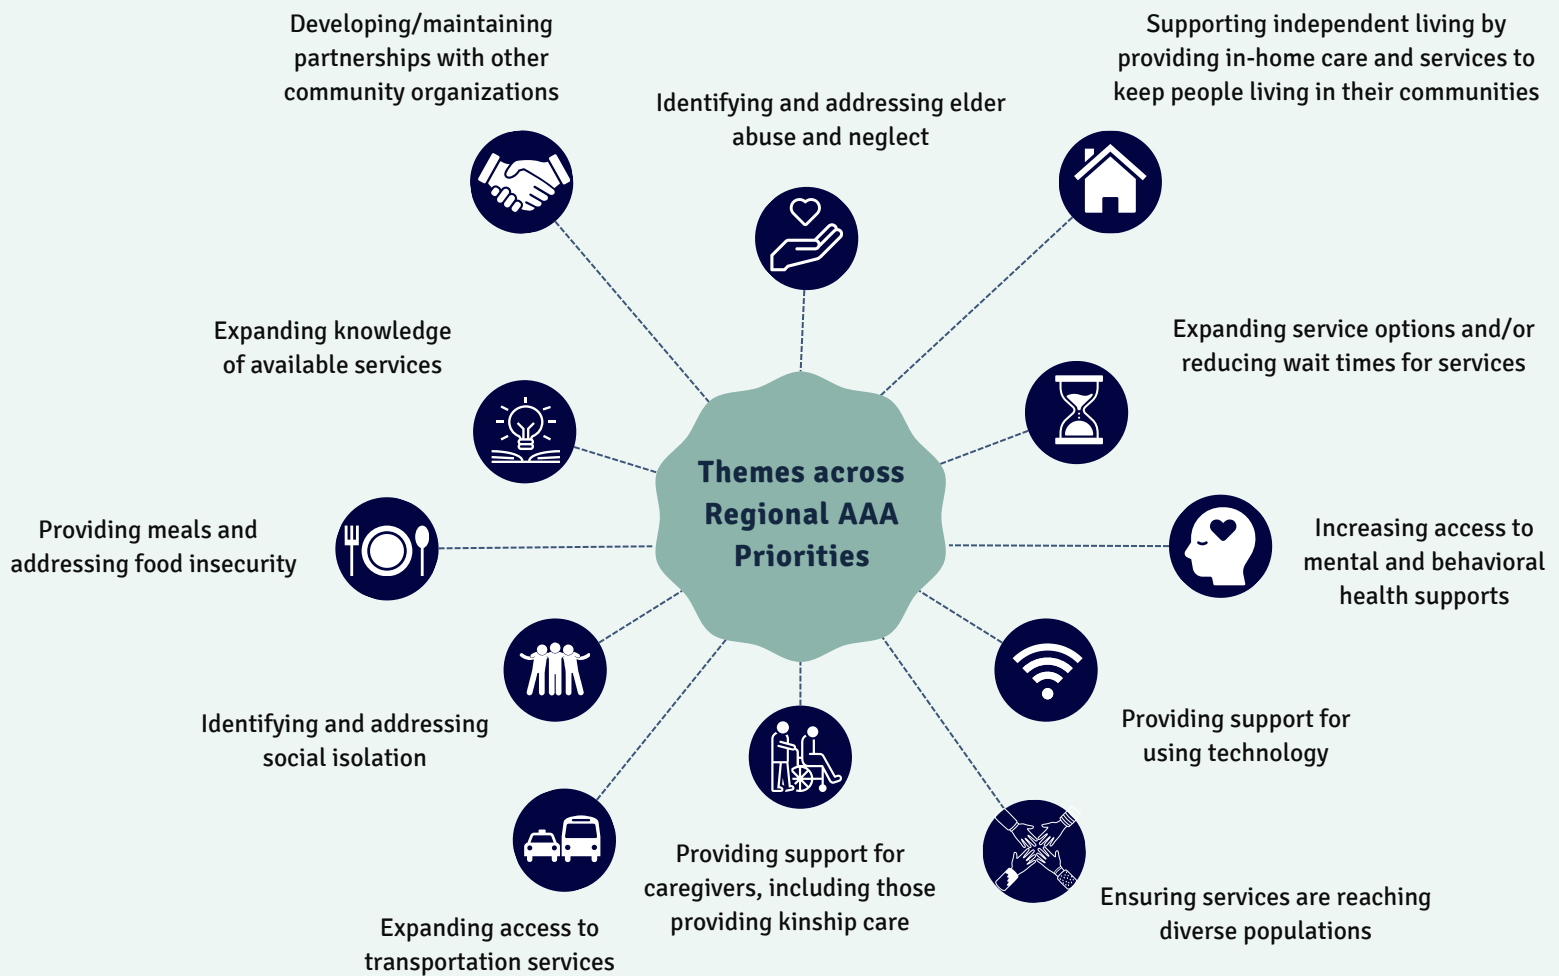 Developing/maintaining
partnerships with other
community organizations
Identifying and addressing elder
abuse and neglect
Supporting independent living by
providing in-home care and services to
keep people living in their communities
Expanding knowledge
of available services
Expanding service options and/or
reducing wait times for services
Themes across
Regional AAA
Priorities
Providing meals and
addressing food insecurity
Increasing access to
mental and behavioral
health supports
Identifying and addressing
social isolation
Providing support for
using technology
Expanding access to
transportation services
Providing support for
caregivers, including those
providing kinship care
Ensuring services are reaching
diverse populations